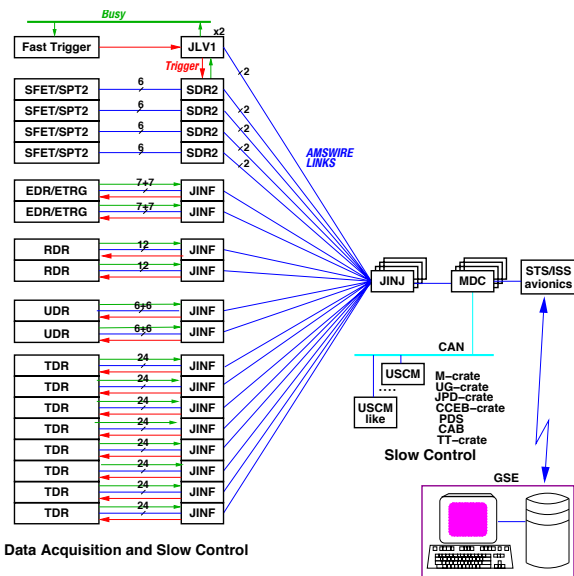 Busy
x2
Fast Trigger
JLV1
Trigger
2
SFET/SPT2
6
SDR2
2
SFET/SPT2
6
SDR2
2
SFET/SPT2
6
SDR2
2
SFET/SPT2
6
SDR2
2
AMSWIRE
LINKS
EDR/ETRG
7+7
JINF
EDR/ETRG
7+7
JINF
RDR
12
JINF
RDR
12
JINF
JINJ
MDC
STS/ISS
avionics
UDR
6+6
JINF
UDR
6+6
JINF
CAN
TDR
24
JINF
TDR
24
JINF
TDR
24
JINF
TDR
24
JINF
TDR
24
JINF
TDR
24
JINF
TDR
24
JINF
TDR
24
JINF
USCM
....
USCM
like
M–crate
UG–crate
JPD–crate
CCEB–crate
PDS
CAB
TT–crate
Slow Control
GSE
Data Acquisition and Slow Control